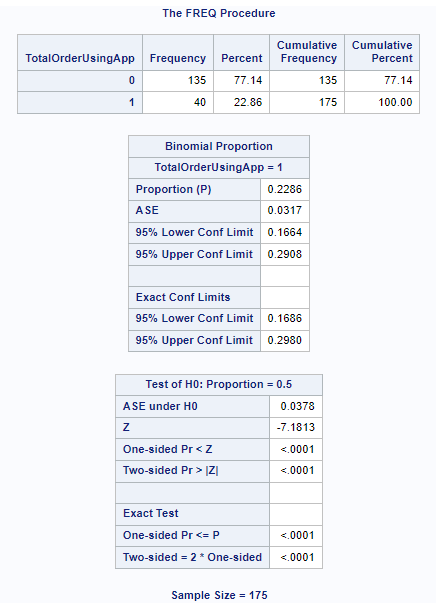 The FREQ Procedure
TotalOrderUsingApp Frequency Percent Cumulative Frequency Cumulative Percent
0 135 77.14 135 77.14
1 40 22.86 175 100.00
Binomial Proportion
TotalOrderUsingApp = 1
Proportion (P) 0.2286
ASE 0.0317
95% Lower Conf Limit 0.1664
95% Upper Conf Limit 0.2908
Exact Conf Limits
95% Lower Conf Limit 0.1686
95% Upper Conf Limit 0.2980
Test of H0: Proportion = 0.5
ASE under H0 0.0378
Z -7.1813
One-sided Pr < Z <.0001
Two-sided Pr > |Z| <.0001
Exact Test
One-sided Pr <= P <.0001
Two-sided = 2 * One-sided <.0001
Sample Size = 175